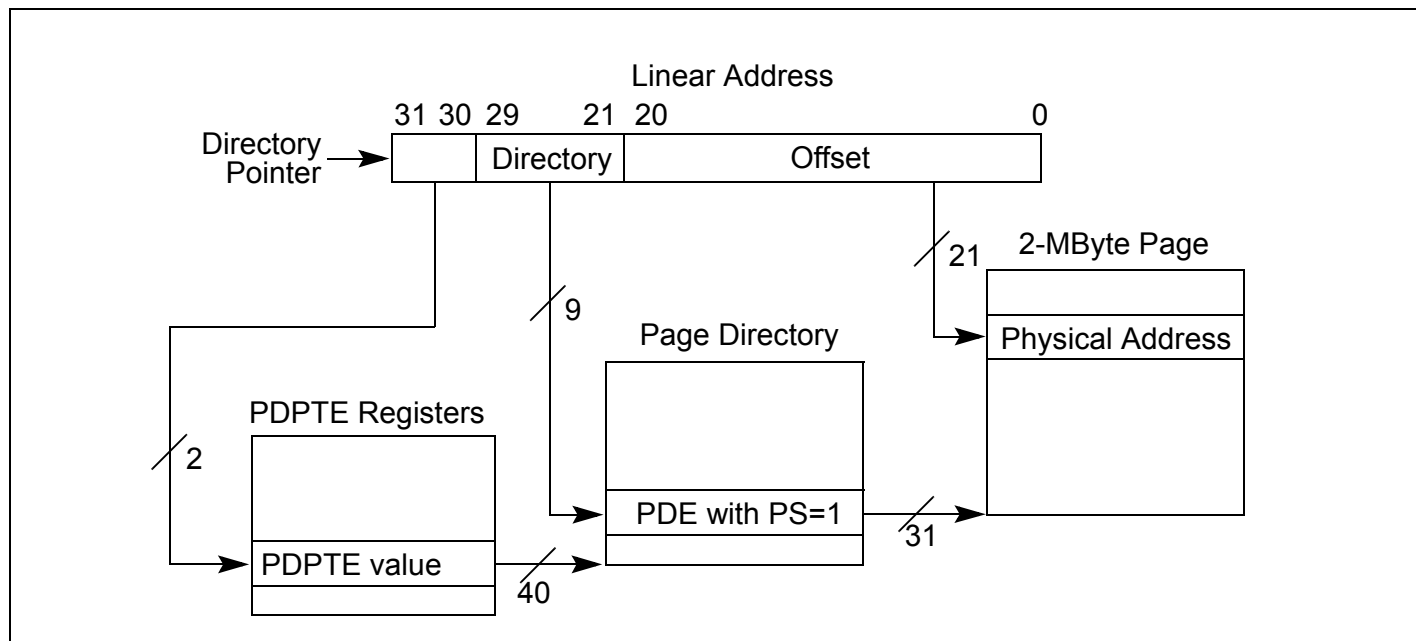 Linear Address
31 30 29 21 20 0
Directory
Pointer
Directory
Offset
21
2-MByte Page
Physical Address
9
Page Directory
PDE with PS=1
31
PDPTE Registers
2
PDPTE value
40